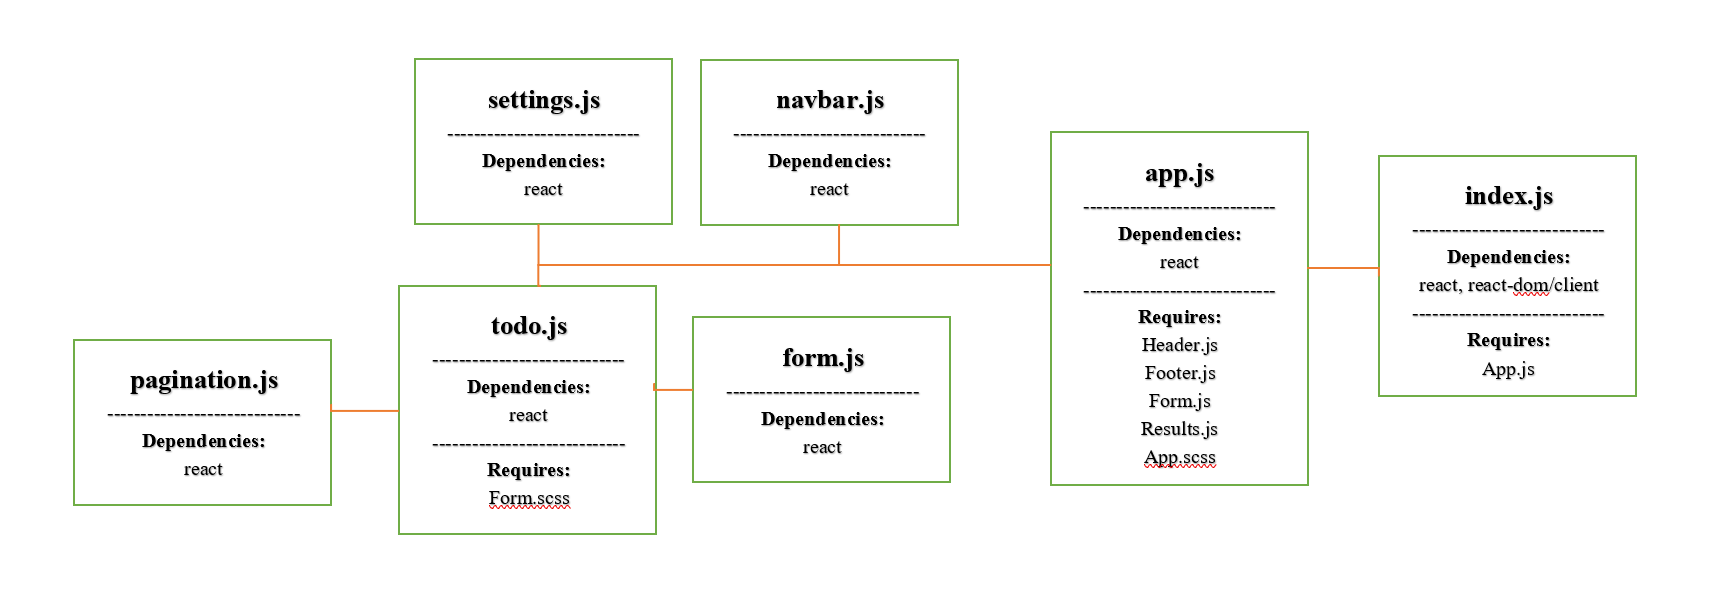 settings.js
-----------------------------
Dependencies:
react
navbar.js
-----------------------------
Dependencies:
react
app.js
-----------------------------
Dependencies:
react
-----------------------------
Requires:
Header.js
Footer.js
Form.js
Results.js
App.scss
index.js
-----------------------------
Dependencies:
react, react-dom/client
-----------------------------
Requires:
App.js
pagination.js
-----------------------------
Dependencies:
react
todo.js
-----------------------------
Dependencies:
react
-----------------------------
Requires:
Form.scss
form.js
-----------------------------
Dependencies:
react